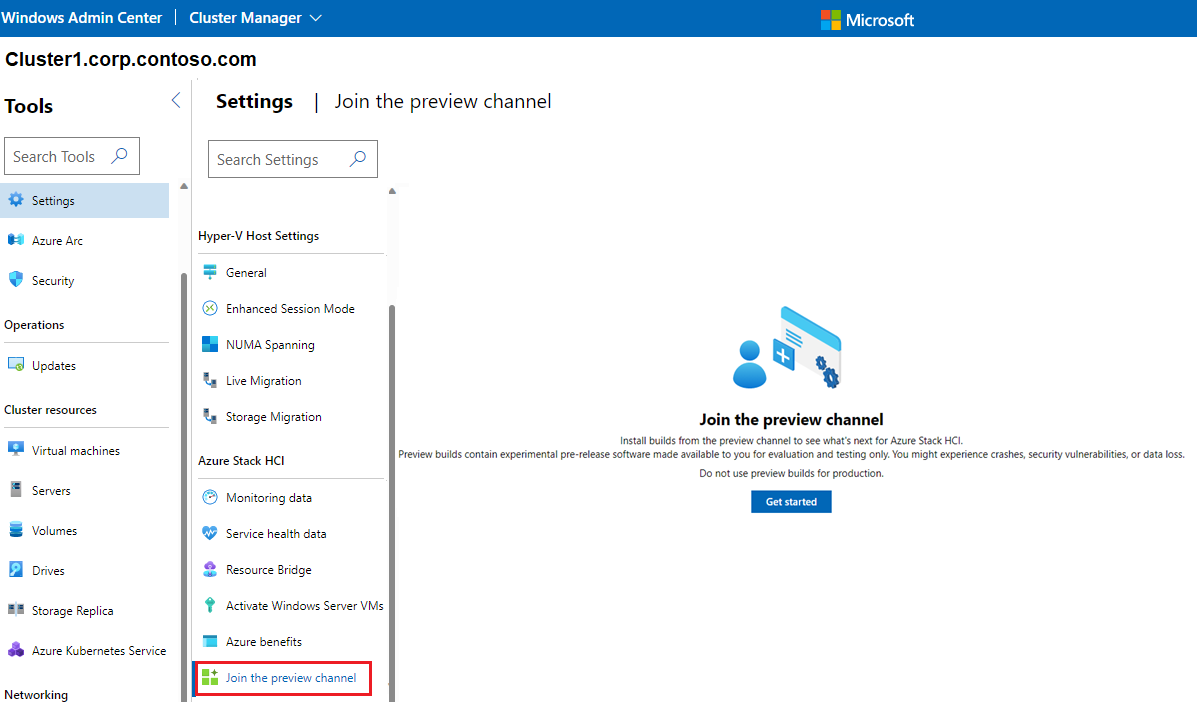 Windows Admin Center | Cluster Manager
Microsoft
Cluster1.corp.contoso.com
Tools
Search Tools
Settings
Azure Arc
Security
Operations
Updates
Cluster resources
Virtual machines
Servers
Volumes
Drives
Storage Replica
Azure Kubernetes Service
Networking
Settings | Join the preview channel
Search Settings
Hyper-V Host Settings
General
Enhanced Session Mode
NUMA Spanning
Live Migration
Storage Migration
Azure Stack HCI
Monitoring data
Service health data
Resource Bridge
Activate Windows Server VMs
Azure benefits
Join the preview channel
Join the preview channel
Install builds from the preview channel to see what's next for Azure Stack HCI.
Preview builds contain experimental pre-release software made available to you for evaluation and testing only. You might experience crashes, security vulnerabilities, or data loss.
Do not use preview builds for production.
Get started